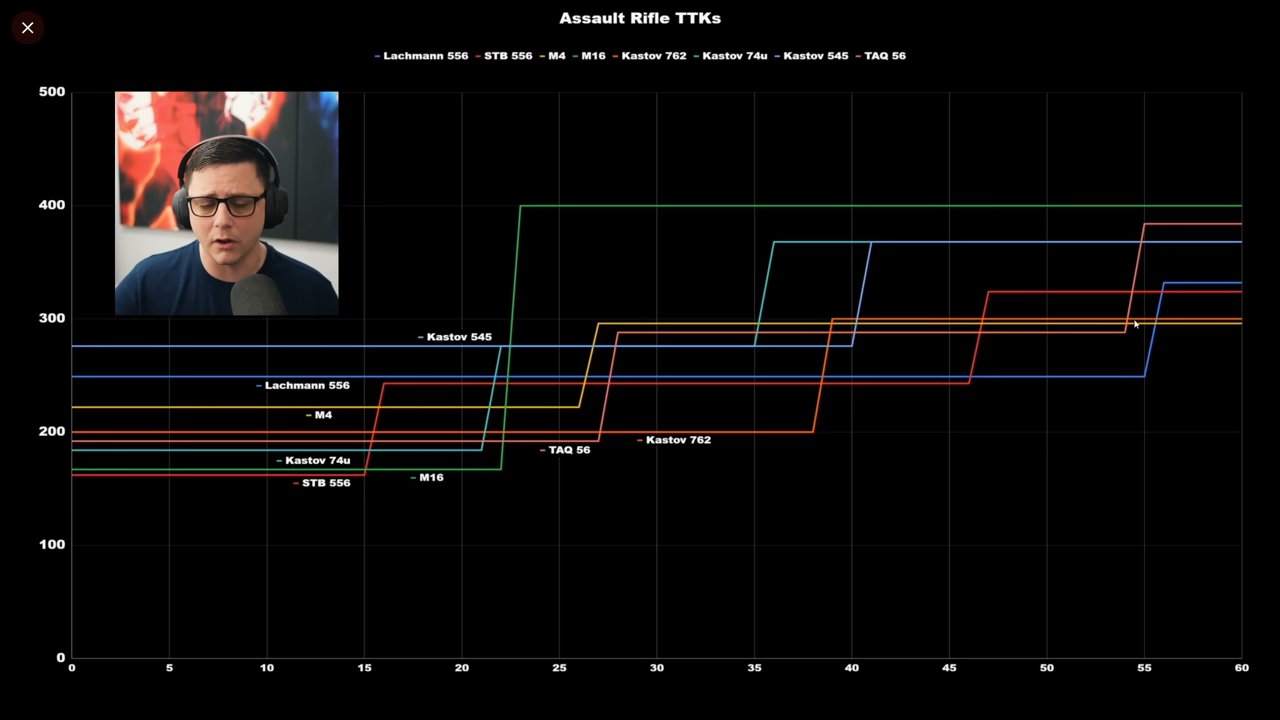 Assault Rifle TTKs
Lachmann 556 STB 556 M4 M16 Kastov 762 Kastov 74u Kastov 545 TAQ 56
500
400
300
Kastov 545
Lachmann 556
M4
200
Kastov 762
TAQ 56
Kastov 74u
M16
STB 556
100
0
0 5 10 15 20 25 30 35 40 45 50 55 60